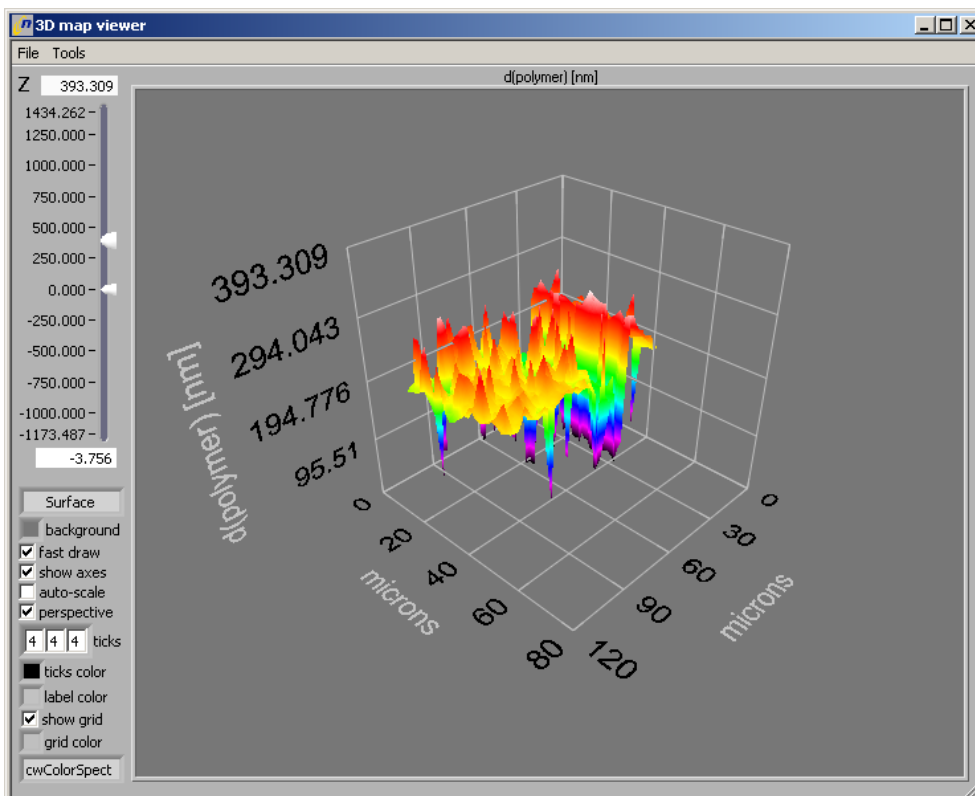 3D map viewer
File Tools
d(polymer) [nm]
Z 393.309
1434.262
1250.000
1000.000
750.000
500.000
250.000
0.000
-250.000
-500.000
-750.000
-1000.000
-1173.487
-3.756
Surface
background
fast draw
show axes
auto-scale
perspective
4 4 4 ticks
ticks color
label color
show grid
grid color
cwColorSpect
393.309
294.043
194.776
95.51
d(polymer) [nm]
0
20
40
60
80
microns
0
30
60
90
120
microns